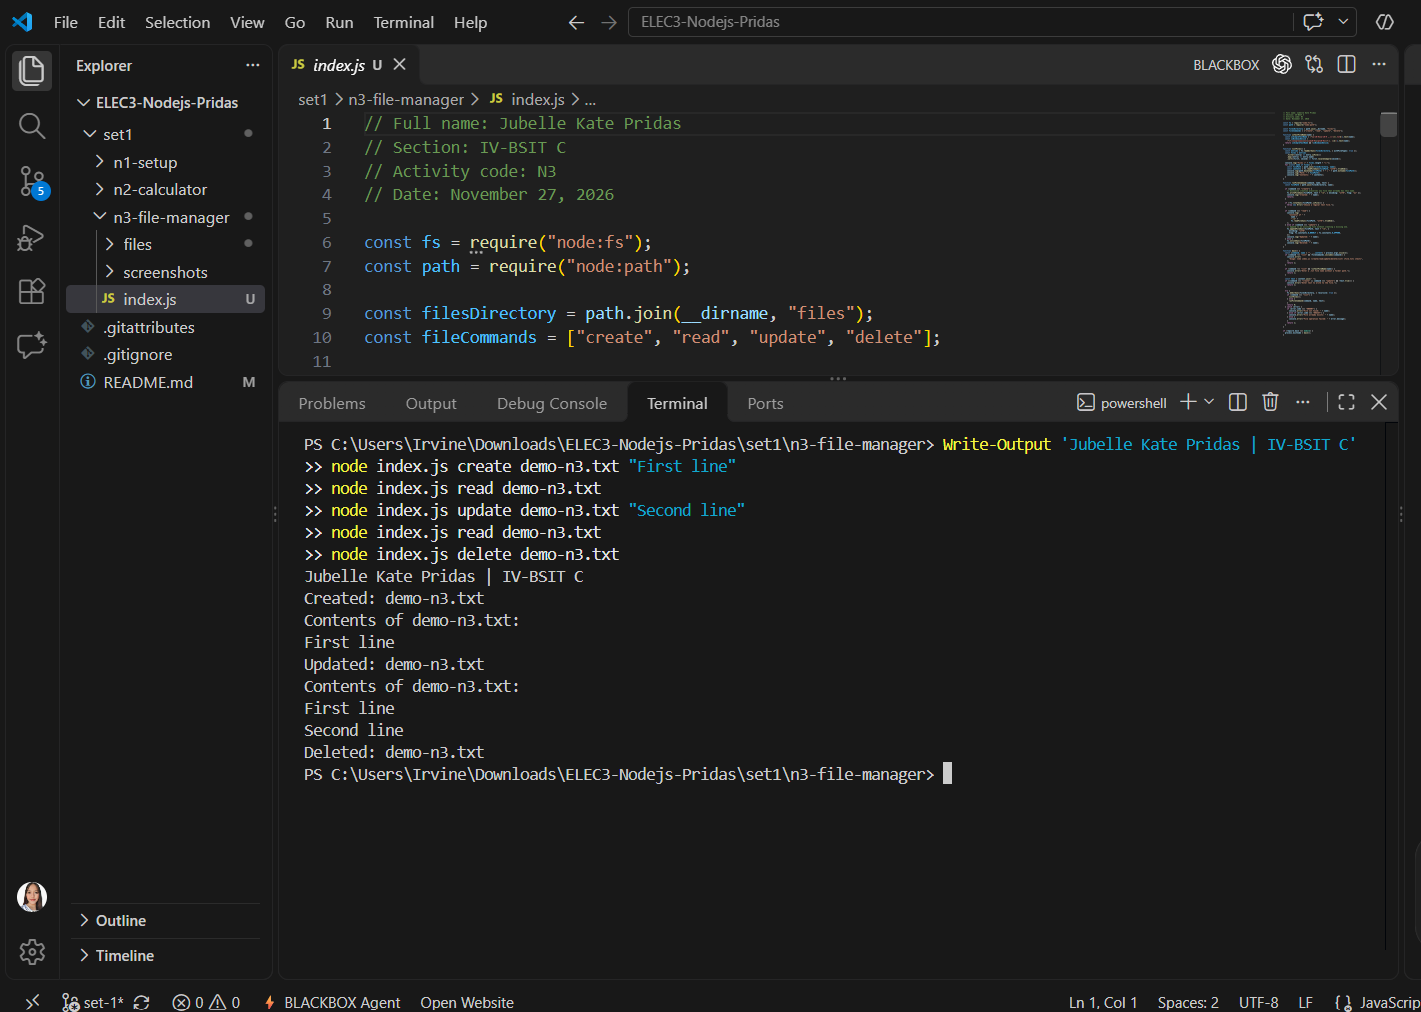 File Edit Selection View Go Run Terminal Help
ELEC3-Nodejs-Pridas
Explorer
ELEC3-Nodejs-Pridas
set1
n1-setup
n2-calculator
n3-file-manager
files
screenshots
JS index.js U
.gitattributes
.gitignore
README.md M
5
Outline
Timeline
JS index.js U
BLACKBOX
set1 > n3-file-manager > JS index.js > ...
1 // Full name: Jubelle Kate Pridas
2 // Section: IV-BSIT C
3 // Activity code: N3
4 // Date: November 27, 2026
5
6 const fs = require("node:fs");
7 const path = require("node:path");
8
9 const filesDirectory = path.join(__dirname, "files");
10 const fileCommands = ["create", "read", "update", "delete"];
11
Problems Output Debug Console Terminal Ports
powershell
PS C:\Users\Irvine\Downloads\ELEC3-Nodejs-Pridas\set1\n3-file-manager> Write-Output 'Jubelle Kate Pridas | IV-BSIT C'
>> node index.js create demo-n3.txt "First line"
>> node index.js read demo-n3.txt
>> node index.js update demo-n3.txt "Second line"
>> node index.js read demo-n3.txt
>> node index.js delete demo-n3.txt
Jubelle Kate Pridas | IV-BSIT C
Created: demo-n3.txt
Contents of demo-n3.txt:
First line
Updated: demo-n3.txt
Contents of demo-n3.txt:
First line
Second line
Deleted: demo-n3.txt
PS C:\Users\Irvine\Downloads\ELEC3-Nodejs-Pridas\set1\n3-file-manager>
set-1* 0 0 BLACKBOX Agent Open Website
Ln 1, Col 1 Spaces: 2 UTF-8 LF JavaScrip